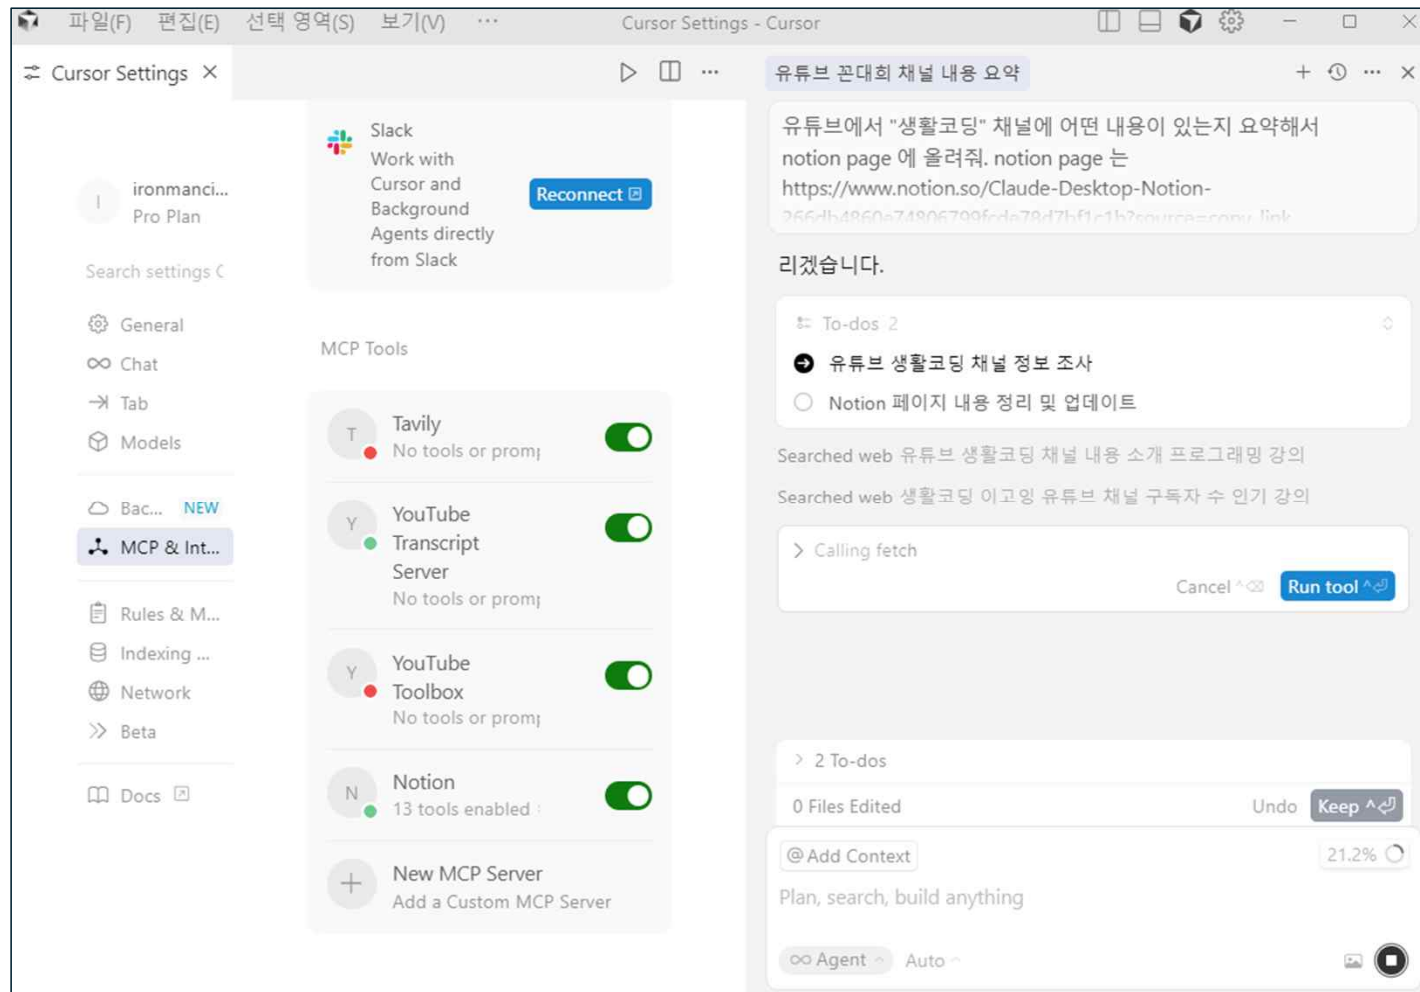 파일(F) 편집(E) 선택 영역(S) 보기(V) ... Cursor Settings - Cursor
Cursor Settings
Slack
Work with
Cursor and
Background
Agents directly
from Slack
Reconnect
I
ironmanci...
Pro Plan
Search settings
General
Chat
Tab
Models
Bac... NEW
MCP & Int...
Rules & M...
Indexing ...
Network
Beta
Docs
MCP Tools
T
Tavily
No tools or prom
Y
YouTube
Transcript
Server
No tools or prom
Y
YouTube
Toolbox
No tools or prom
N
Notion
13 tools enabled
New MCP Server
Add a Custom MCP Server
유튜브 꼰대희 채널 내용 요약
유튜브에서 "생활코딩" 채널에 어떤 내용이 있는지 요약해서
notion page 에 올려줘. notion page 는
https://www.notion.so/Claude-Desktop-Notion-
266db4860e74806799fcde78d7bf1c1b?source=copy_link
리겠습니다.
To-dos 2
유튜브 생활코딩 채널 정보 조사
Notion 페이지 내용 정리 및 업데이트
Searched web 유튜브 생활코딩 채널 내용 소개 프로그래밍 강의
Searched web 생활코딩 이고잉 유튜브 채널 구독자 수 인기 강의
Calling fetch
Cancel Run tool
2 To-dos
0 Files Edited Undo Keep
@ Add Context 21.2%
Plan, search, build anything
Agent Auto